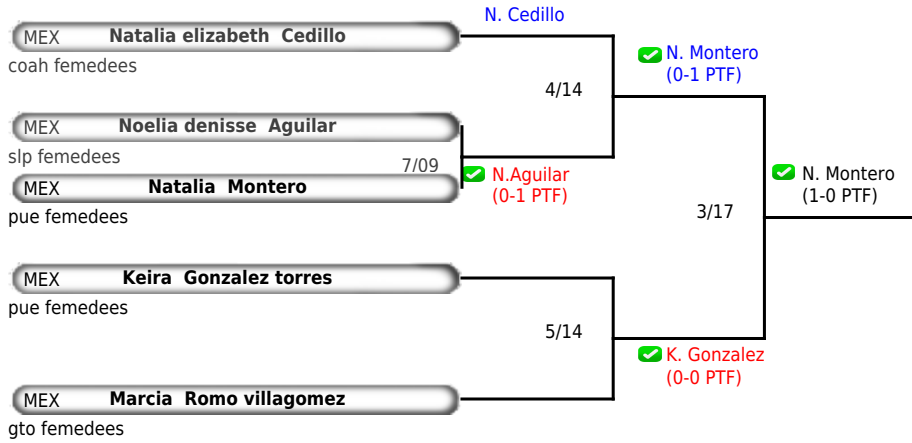 N. Cedillo
MEX Natalia elizabeth Cedillo
coah femedees
N. Montero
(0-1 PTF)
4/14
MEX Noelia denisse Aguilar
slp femedees
7/09
N.Aguilar
(0-1 PTF)
MEX Natalia Montero
pue femedees
N. Montero
(1-0 PTF)
3/17
MEX Keira Gonzalez torres
pue femedees
5/14
K. Gonzalez
(0-0 PTF)
MEX Marcia Romo villagomez
gto femedees